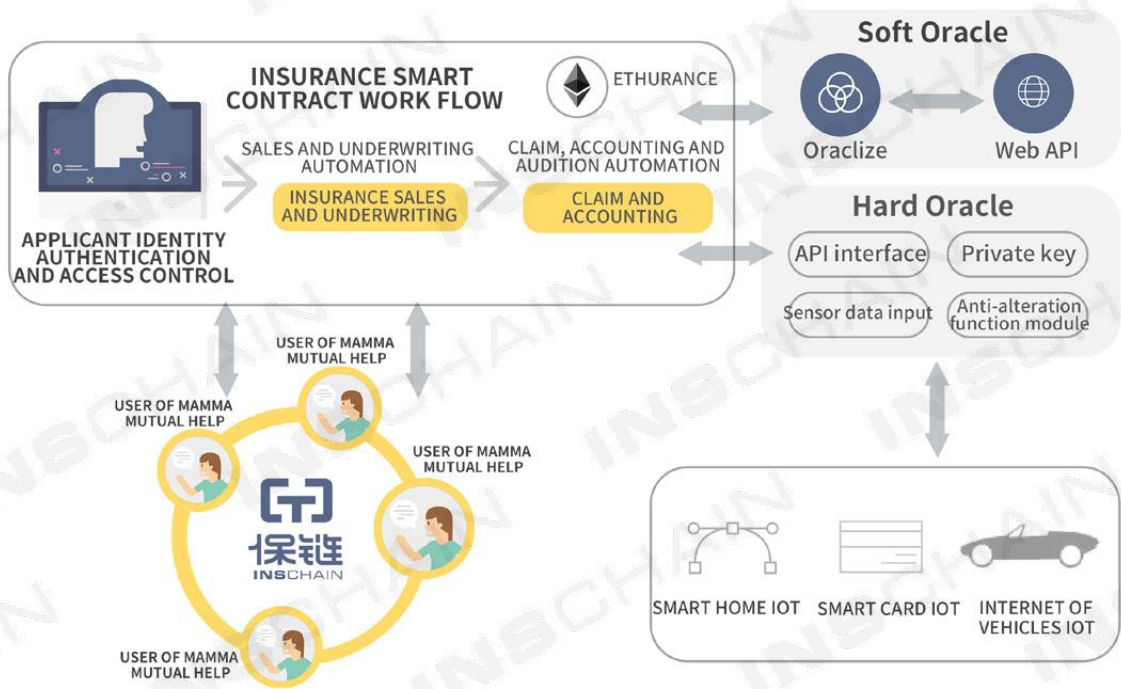 INSURANCE SMART
CONTRACT WORK FLOW
ETHURANCE
SALES AND UNDERWRITING
AUTOMATION
INSURANCE SALES
AND UNDERWRITING
CLAIM, ACCOUNTING AND
AUDITION AUTOMATION
CLAIM AND
ACCOUNTING
APPLICANT IDENTITY
AUTHENTICATION
AND ACCESS CONTROL
Soft Oracle
Oraclize
Web API
Hard Oracle
API interface
Private key
Sensor data input
Anti-alteration
function module
USER OF MAMMA
MUTUAL HELP
USER OF MAMMA
MUTUAL HELP
USER OF MAMMA
MUTUAL HELP
保链
INSCHAIN
USER OF MAMMA
MUTUAL HELP
SMART HOME IOT
SMART CARD IOT
INTERNET OF
VEHICLES IOT